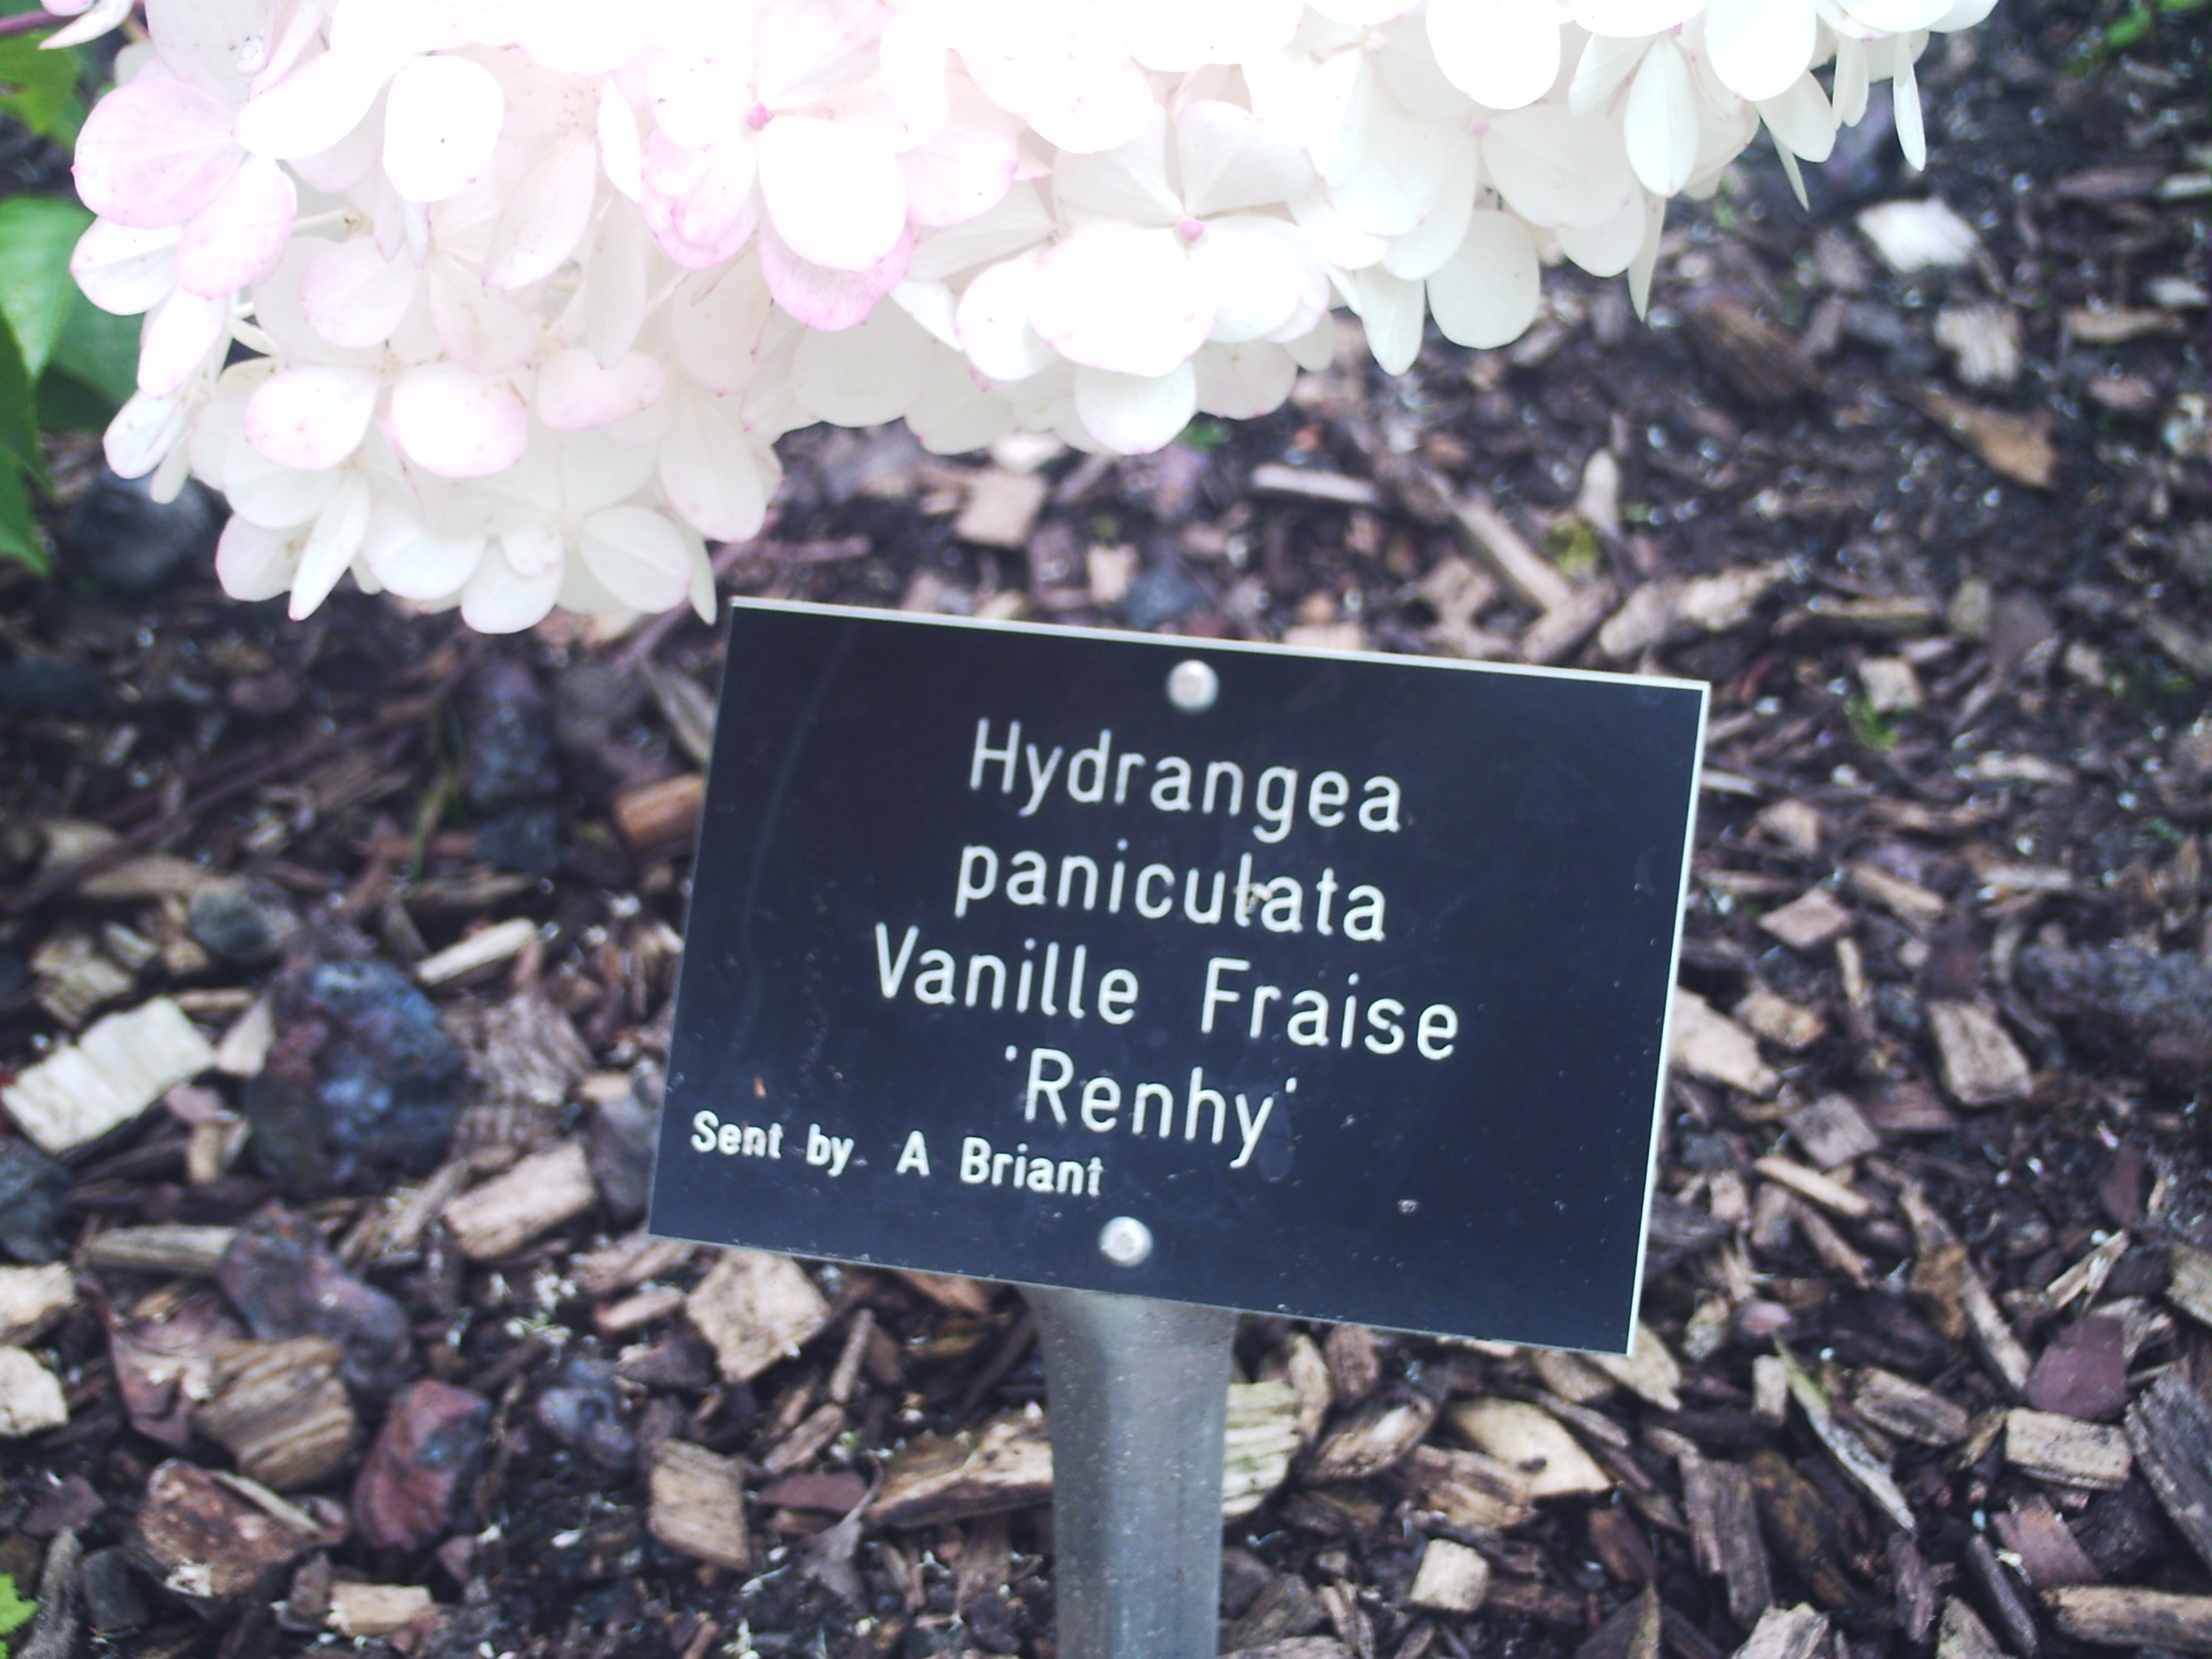 Hydrangea
paniculata
Vanille Fraise
'Renhy'
Sent by A Briant